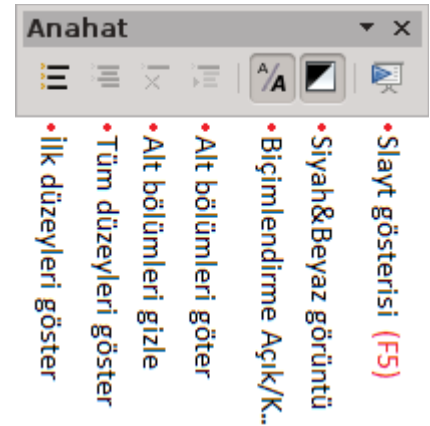 Anahat
•İlk düzeyleri göster
•Tüm düzeyleri göster
•Alt bölümleri gizle
•Alt bölümleri göter
•Biçimlendirme Açık/K..
•Siyah&Beyaz görüntü
•Slayt gösterisi (F5)